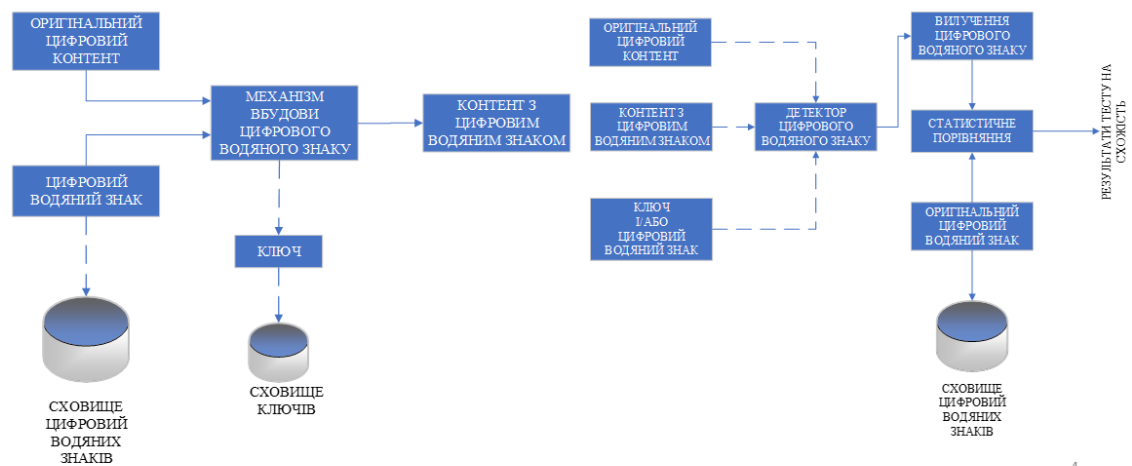 ОРИГІНАЛЬНИЙ
ЦИФРОВИЙ
КОНТЕНТ
МЕХАНІЗМ
ВБУДОВИ
ЦИФРОВОГО
ВОДЯНОГО ЗНАКУ
КОНТЕНТ З
ЦИФРОВИМ
ВОДЯНИМ ЗНАКОМ
ЦИФРОВИЙ
ВОДЯНИЙ ЗНАК
КЛЮЧ
СХОВИЩЕ
ЦИФРОВИЙ
ВОДЯНИХ
ЗНАКІВ
СХОВИЩЕ
КЛЮЧІВ
ОРИГІНАЛЬНИЙ
ЦИФРОВИЙ
КОНТЕНТ
КОНТЕНТ З
ЦИФРОВИМ
ВОДЯНИМ ЗНАКОМ
КЛЮЧ
І/АБО
ЦИФРОВИЙ
ВОДЯНИЙ ЗНАК
ДЕТЕКТОР
ЦИФРОВОГО
ВОДЯНОГО ЗНАКУ
ВИЛУЧЕННЯ
ЦИФРОВОГО
ВОДЯНОГО ЗНАКУ
СТАТИСТИЧНЕ
ПОРІВНЯННЯ
ОРИГІНАЛЬНИЙ
ЦИФРОВИЙ
ВОДЯНИЙ ЗНАК
СХОВИЩЕ
ЦИФРОВИЙ
ВОДЯНИХ
ЗНАКІВ
РЕЗУЛЬТАТИ ТЕСТУ НА
СХОЖІСТЬ